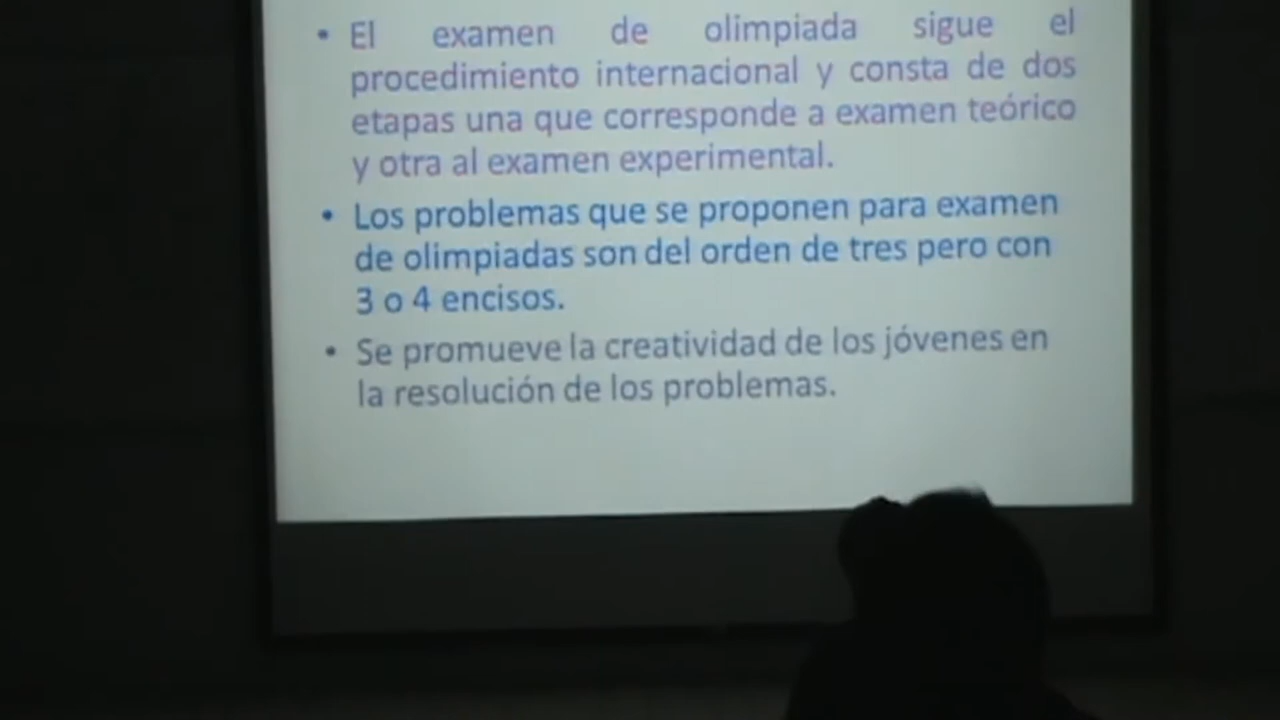 • El examen de olimpiada sigue el
procedimiento internacional y consta de dos
etapas una que corresponde a examen teórico
y otra al examen experimental.
• Los problemas que se proponen para examen
de olimpiadas son del orden de tres pero con
3 o 4 encisos.
• Se promueve la creatividad de los jóvenes en
la resolución de los problemas.